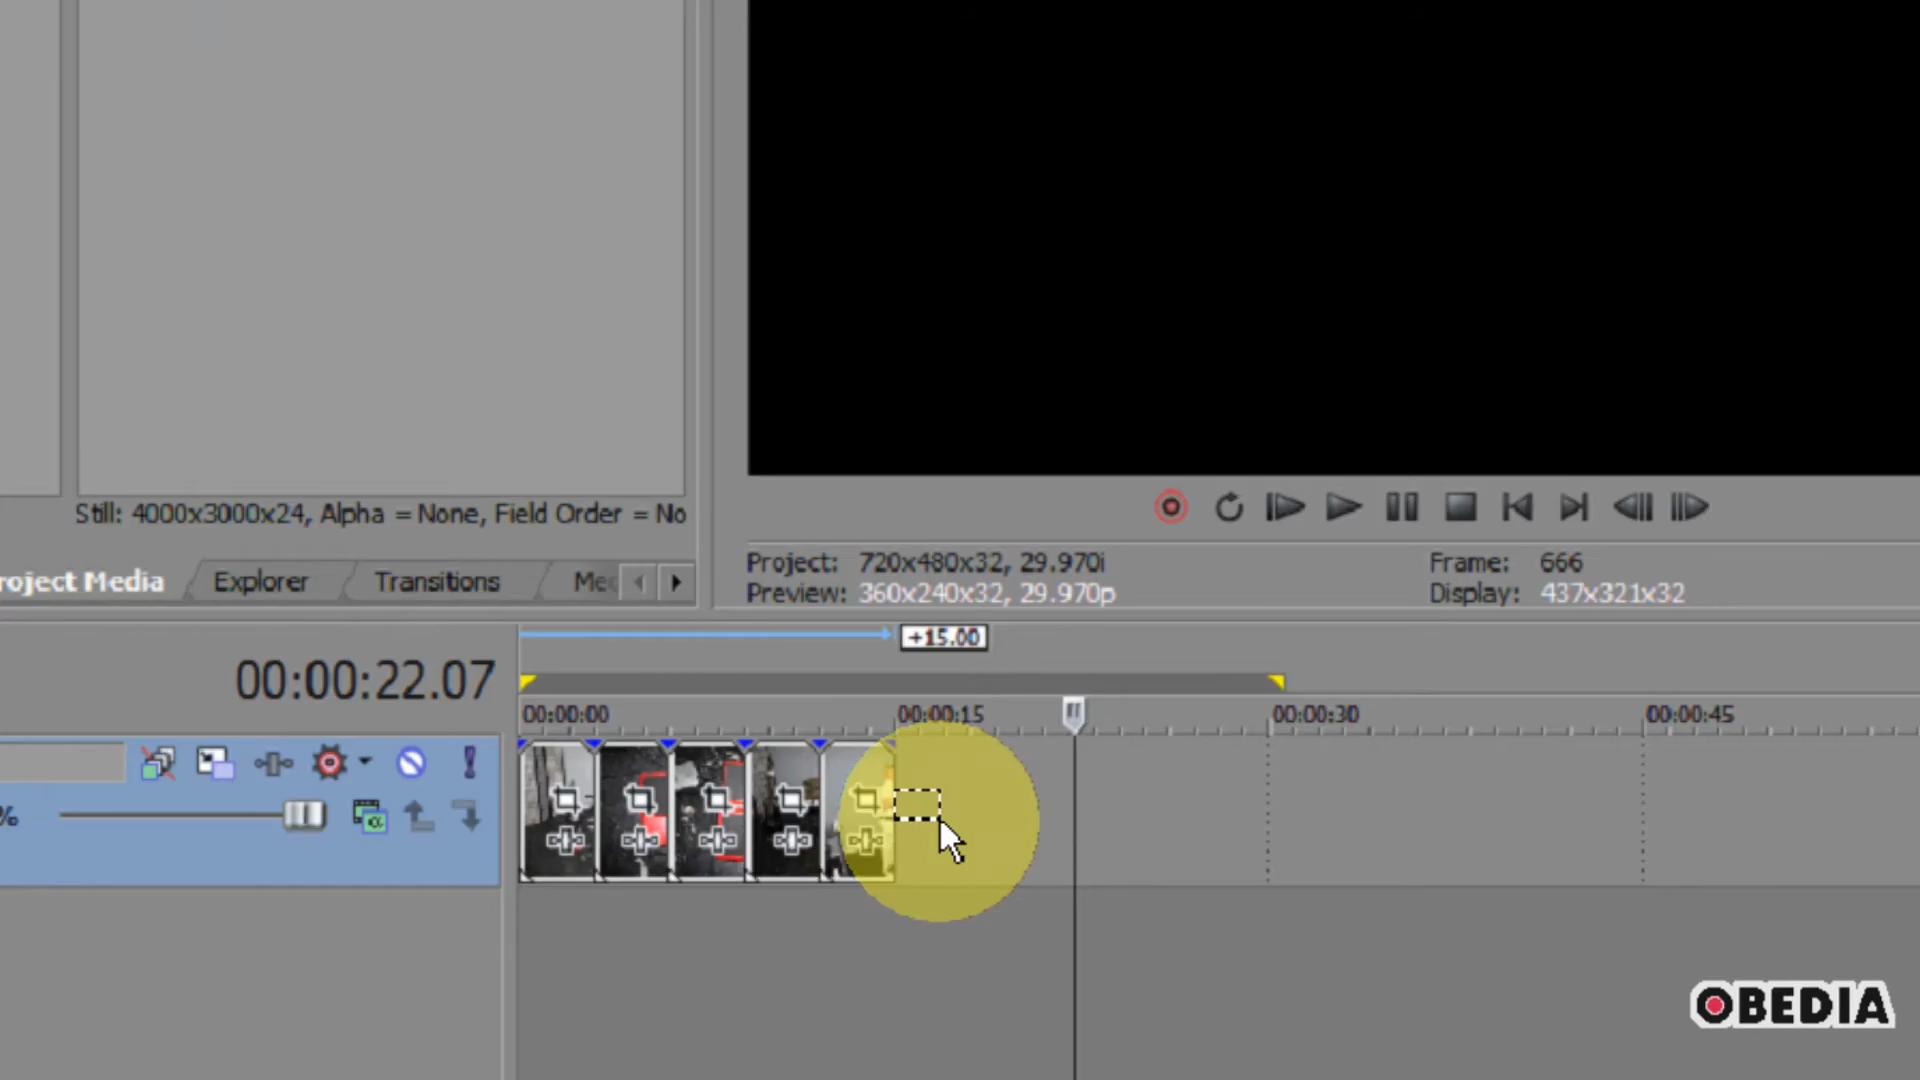 Still: 4000x3000x24, Alpha = None, Field Order = No
roject Media
Explorer
Transitions
Project: 720x480x32, 29.970i
Frame: 666
Preview: 360x240x32, 29.970p
Display: 437x321x32
+15.00
00:00:22.07
00:00:00
00:00:15
00:00:30
00:00:45
%
OBEDIA